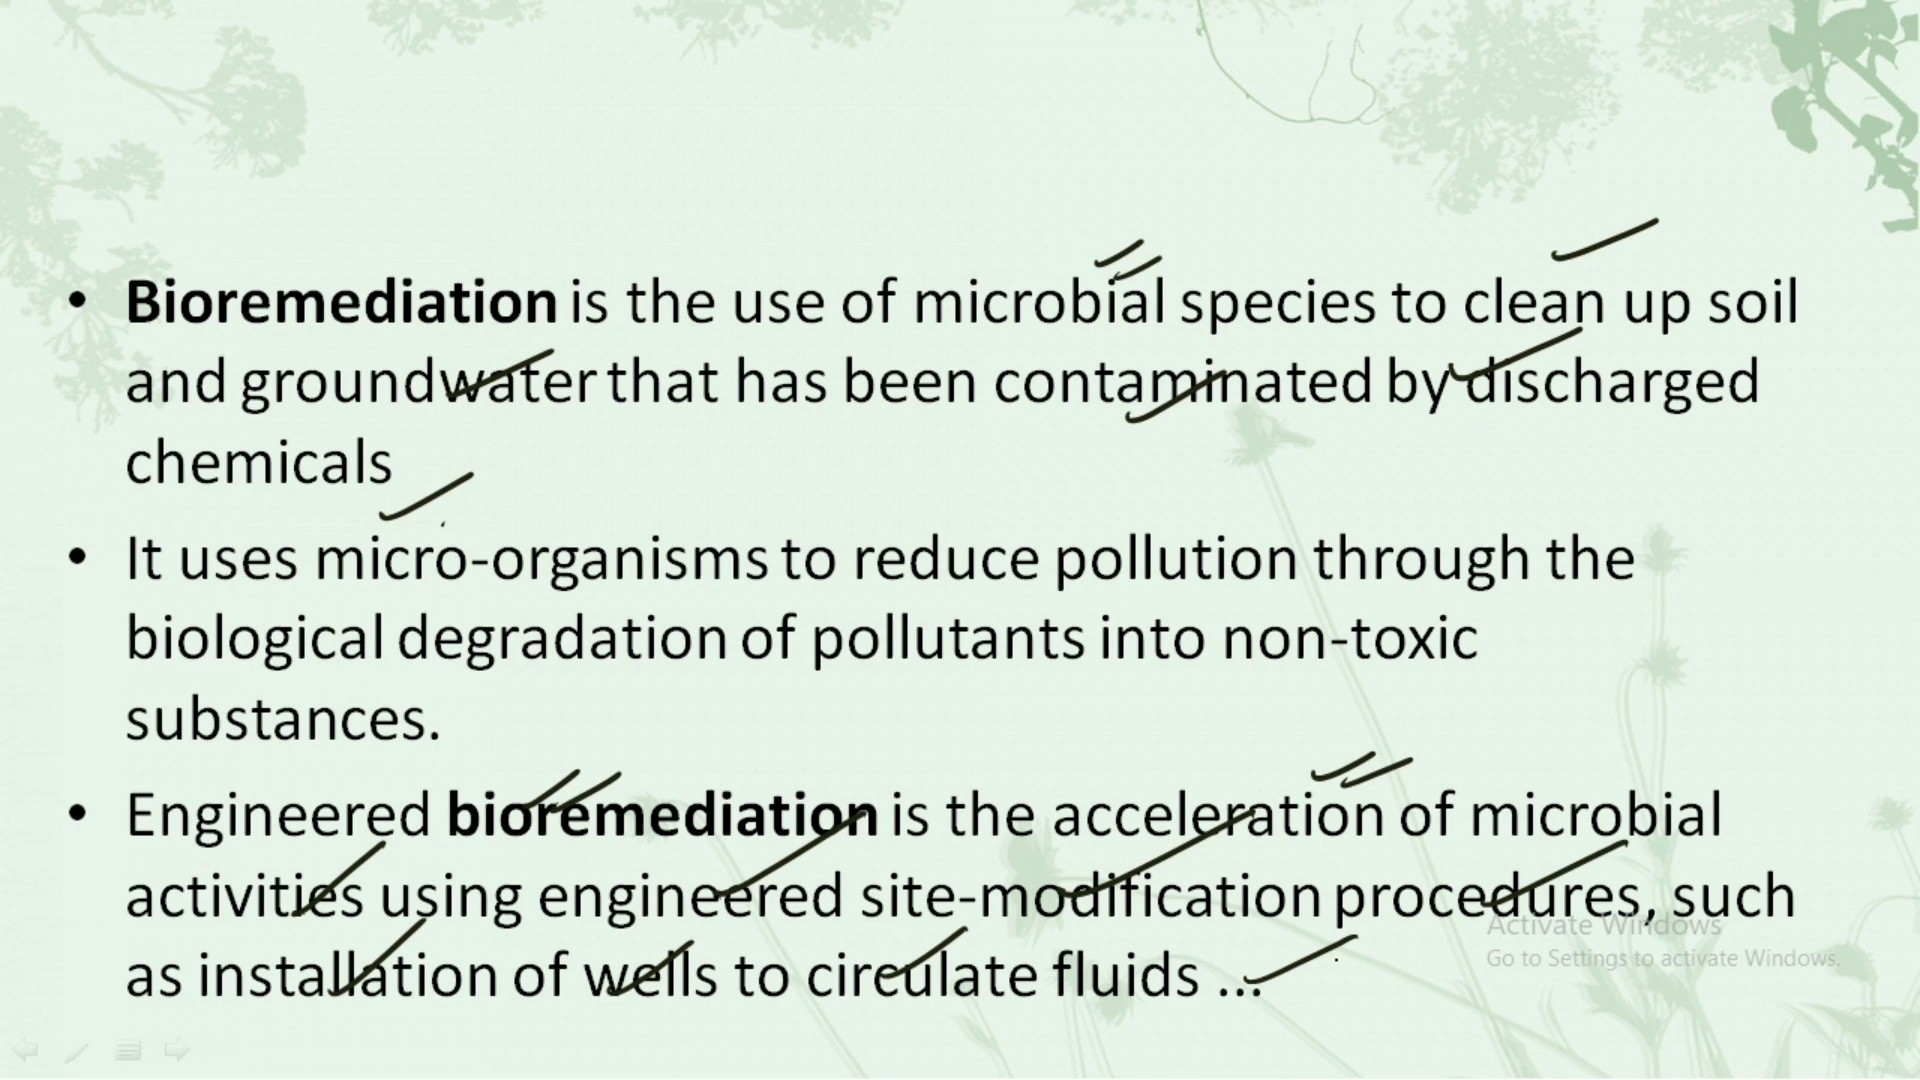 • Bioremediation is the use of microbial species to clean up soil
and groundwater that has been contaminated by discharged
chemicals
• It uses micro-organisms to reduce pollution through the
biological degradation of pollutants into non-toxic
substances.
• Engineered bioremediation is the acceleration of microbial
activities using engineered site-modification procedures, such
as installation of wells to circulate fluids ...
Activate Windows
Go to Settings to activate Windows.